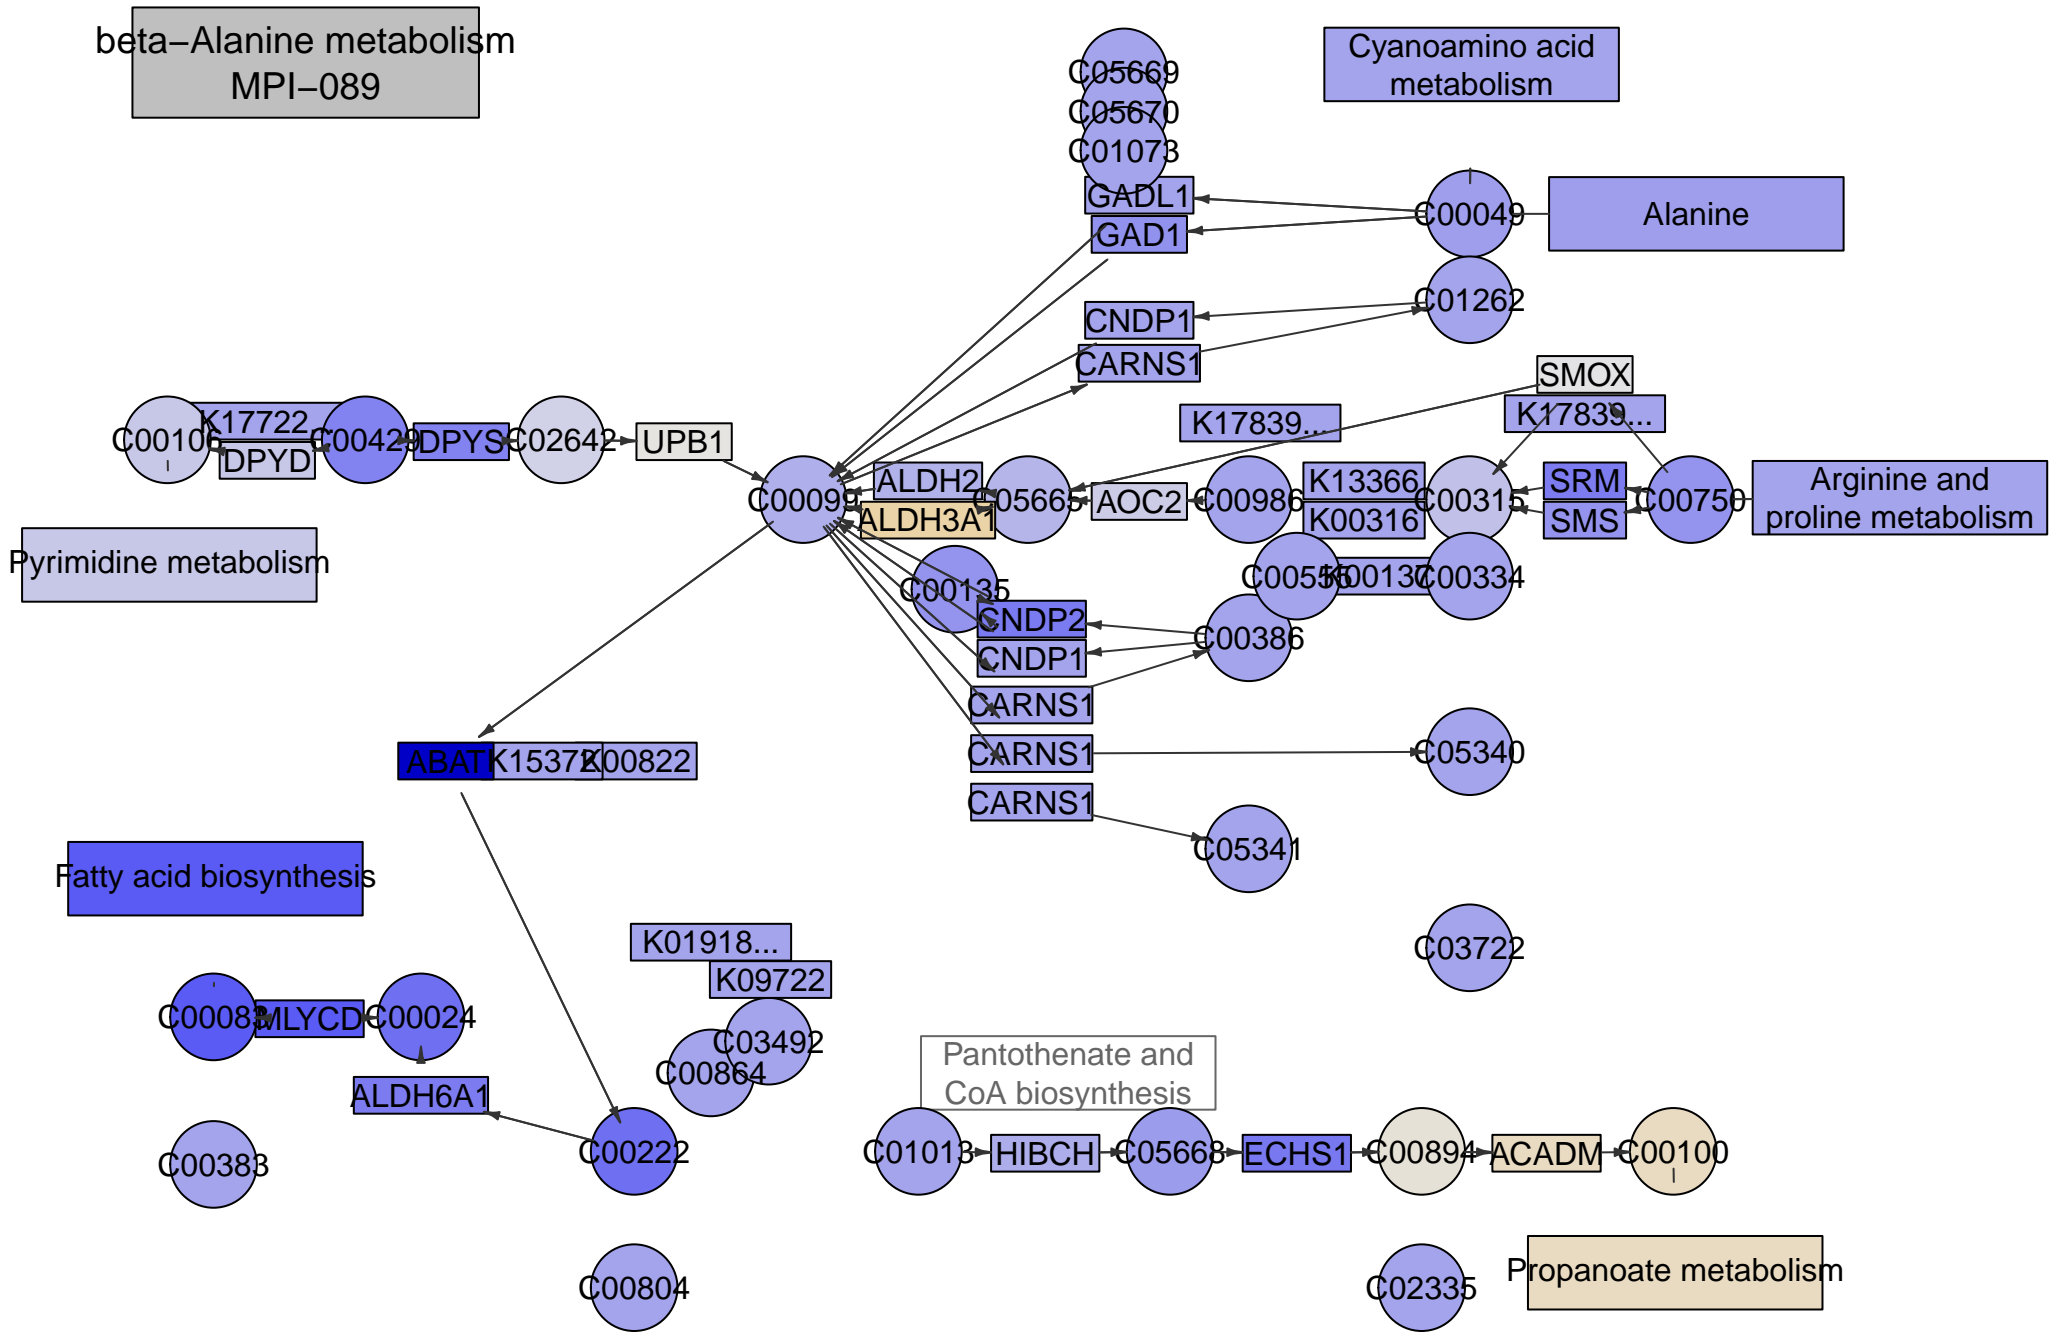 beta−Alanine metabolism
MPI−089
C05669
C05670
C01073
Cyanoamino acid
metabolism
GADL1
GAD1
C00049
Alanine
CNDP1
C01262
CARNS1
SMOX
K17839...
K17839...
C00106
K17722...
DPYD
C00429
DPYS
C02642
UPB1
C00099
ALDH2
ALDH3A1
C05665
AOC2
C00986
K13366
K00316
C00315
SRM
SMS
C00750
Arginine and
proline metabolism
Pyrimidine metabolism
C00135
C00555
K00137
C00334
CNDP2
CNDP1
C00386
CARNS1
CARNS1
C05340
CARNS1
C05341
ABAT
K15372
K00822
Fatty acid biosynthesis
K01918...
K09722
C03722
C00083
MLYCD
C00024
C03492
C00864
ALDH6A1
Pantothenate and
CoA biosynthesis
C00383
C00222
C01013
HIBCH
C05668
ECHS1
C00894
ACADM
C00100
C00804
C02335
Propanoate metabolism